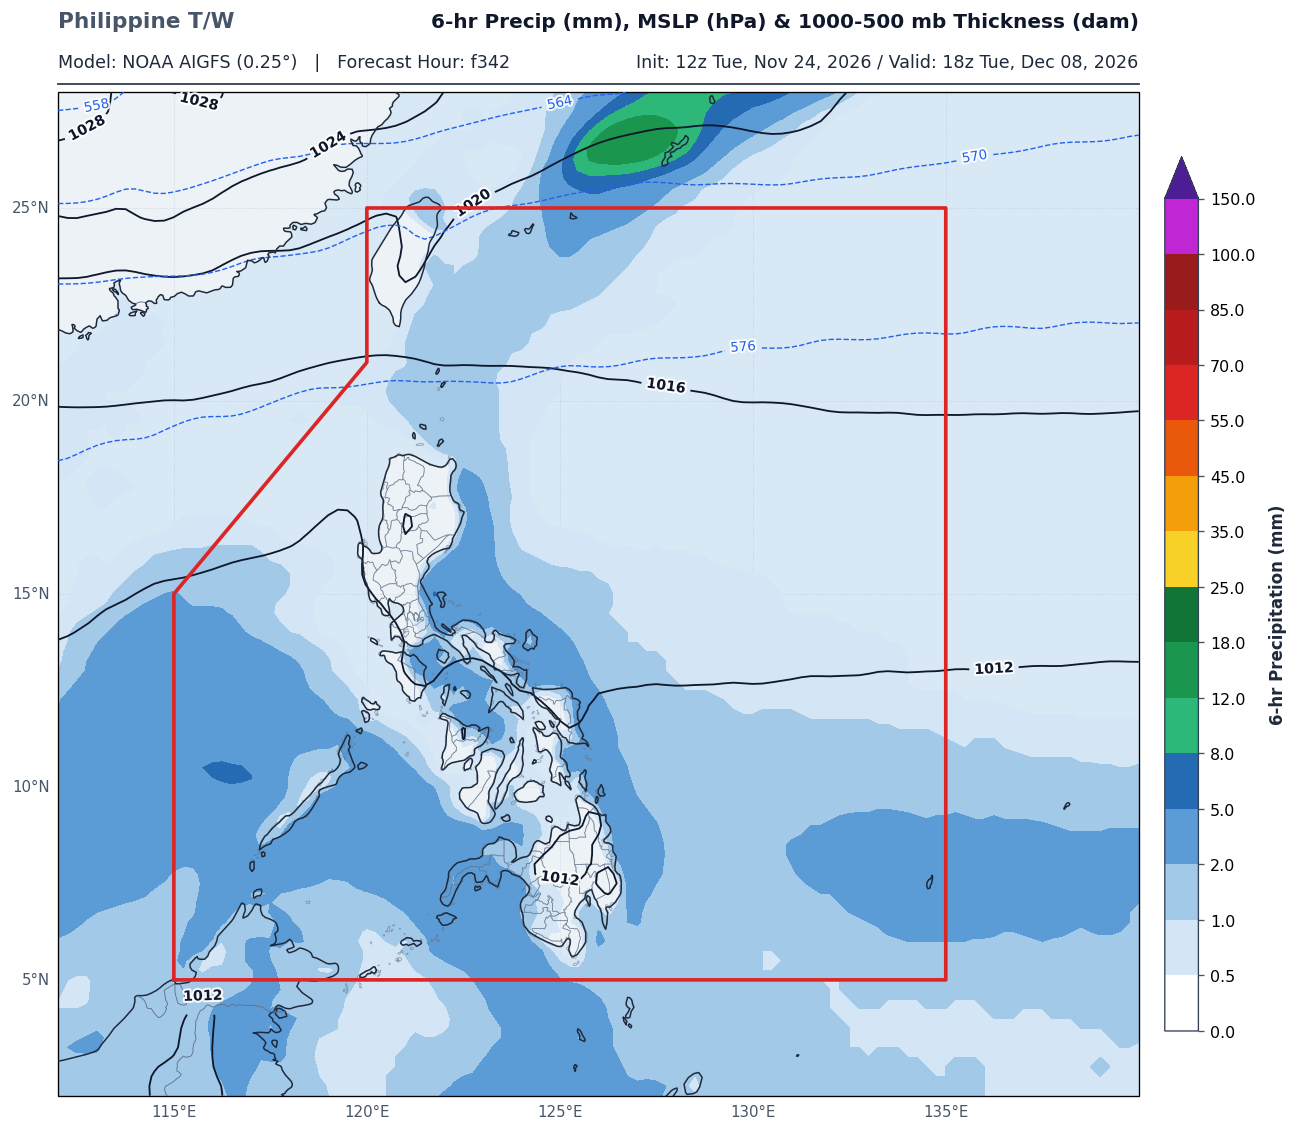 Philippine T/W
6-hr Precip (mm), MSLP (hPa) & 1000-500 mb Thickness (dam)
Model: NOAA AIGFS (0.25°) | Forecast Hour: f342
Init: 12z Tue, Nov 24, 2026 / Valid: 18z Tue, Dec 08, 2026
558
1028
1028
1024
564
1020
570
576
1016
1012
1012
1012
25°N
20°N
15°N
10°N
5°N
115°E
120°E
125°E
130°E
135°E
150.0
100.0
85.0
70.0
55.0
45.0
35.0
25.0
18.0
12.0
8.0
5.0
2.0
1.0
0.5
0.0
6-hr Precipitation (mm)